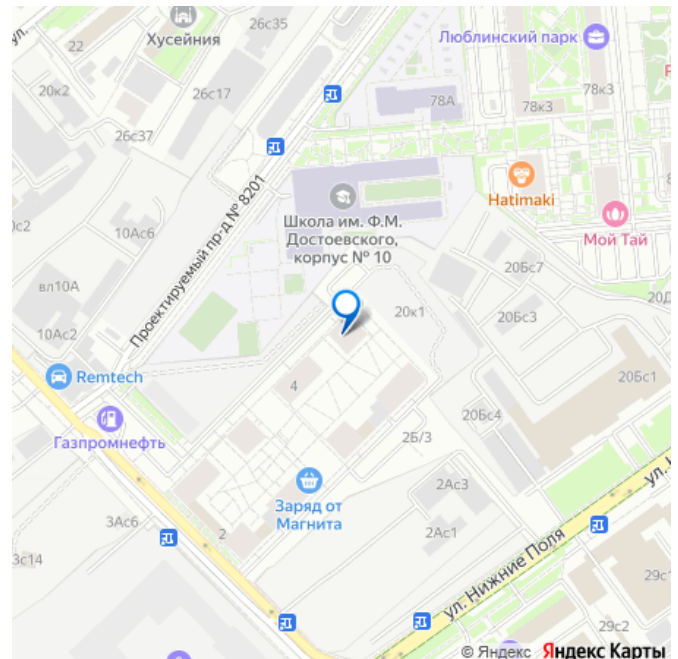 26с35
Хусейния
ул.
22
Люблинский парк
20к2
26с17
78А
78к3
78к3
26с37
Hatimaki
Проектируемый пр-д № 8201
Школа им. Ф.М.
Достоевского,
корпус № 10
Мой Тай
10Ас6
20Бс7
вл10А
20к1
20Бс3
10Ас2
Remtech
4
20Бс1
20Бс4
Газпромнефть
2Б/3
2Ас3
Заряд от
Магнита
3Ас6
2
2Ас1
3с14
ул. Нижние Поля
29с2
© Яндекс Яндекс Карты